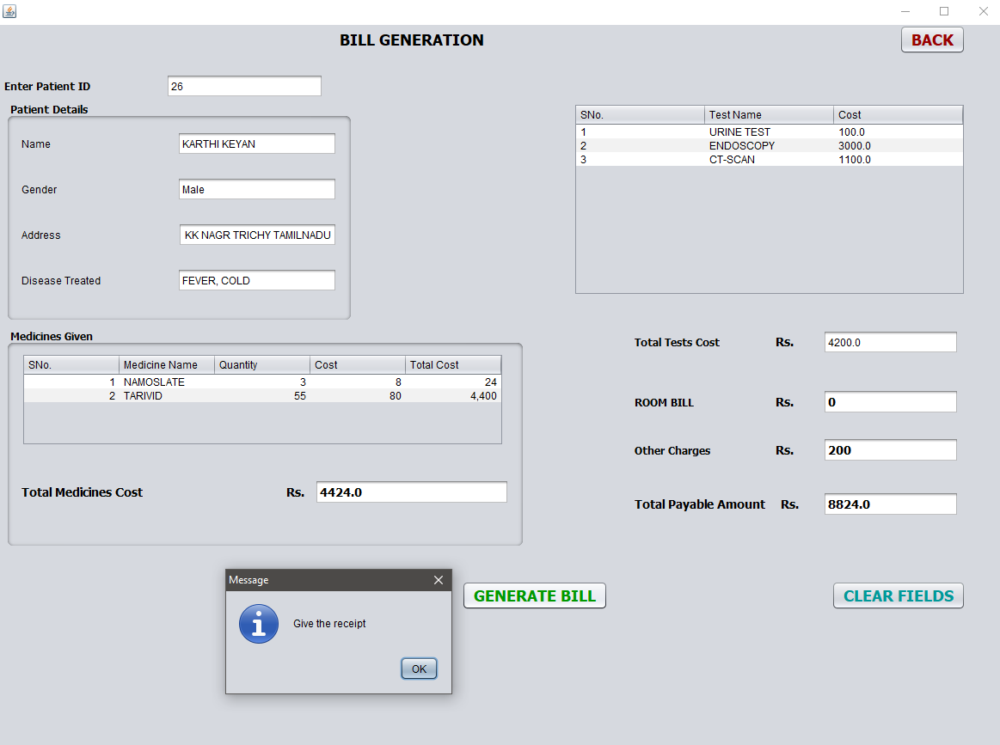 BILL GENERATION
BACK
Enter Patient ID 26
Patient Details
Name KARTHI KEYAN
Gender Male
Address KK NAGR TRICHY TAMILNADU
Disease Treated FEVER, COLD
SNo. Test Name Cost
1 URINE TEST 100.0
2 ENDOSCOPY 3000.0
3 CT-SCAN 1100.0
Medicines Given
SNo. Medicine Name Quantity Cost Total Cost
1 NAMOSLATE 3 8 24
2 TARIVID 55 80 4,400
Total Medicines Cost Rs. 4424.0
Total Tests Cost Rs. 4200.0
ROOM BILL Rs. 0
Other Charges Rs. 200
Total Payable Amount Rs. 8824.0
Message
Give the receipt
OK
GENERATE BILL
CLEAR FIELDS